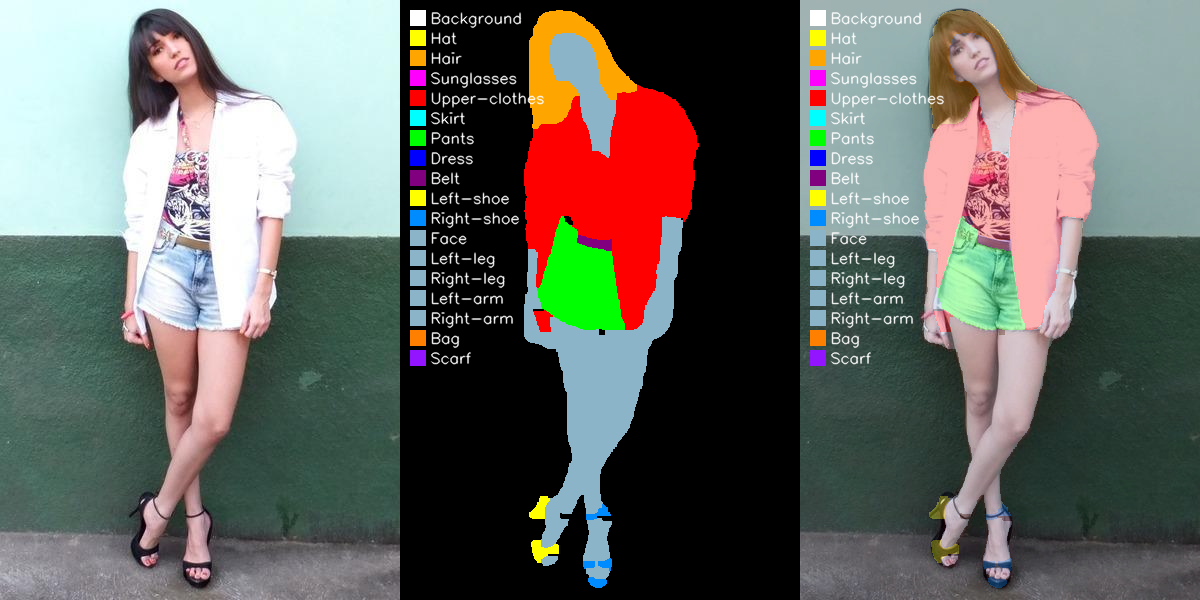 Background
Hat
Hair
Sunglasses
Upper-clothes
Skirt
Pants
Dress
Belt
Left-shoe
Right-shoe
Face
Left-leg
Right-leg
Left-arm
Right-arm
Bag
Scarf
Background
Hat
Hair
Sunglasses
Upper-clothes
Skirt
Pants
Dress
Belt
Left-shoe
Right-shoe
Face
Left-leg
Right-leg
Left-arm
Right-arm
Bag
Scarf